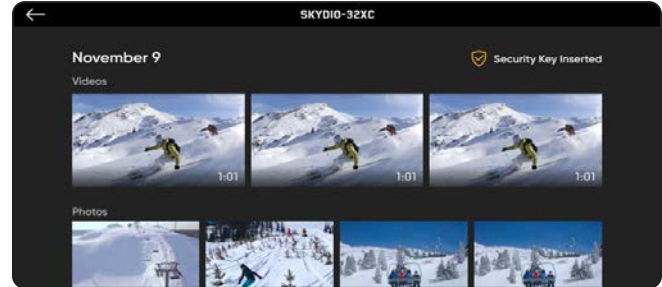 SKYDIO-32XC
November 9
Security Key Inserted
Videos
1:01
1:01
1:01
Photos